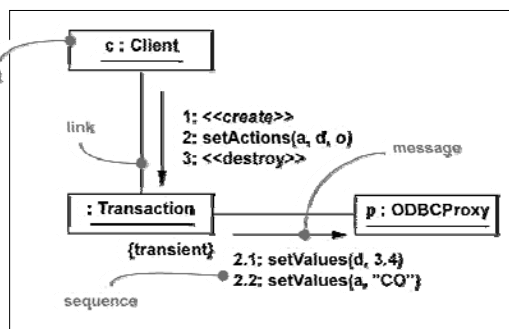 c : Client
1: <<create>>
2: setActions(a, d, o)
3: <<destroy>>
link
message
: Transaction
p : ODBCProxy
{transient}
2.1: setValues(d, 3.4)
2.2: setValues(a, "CO")
sequence